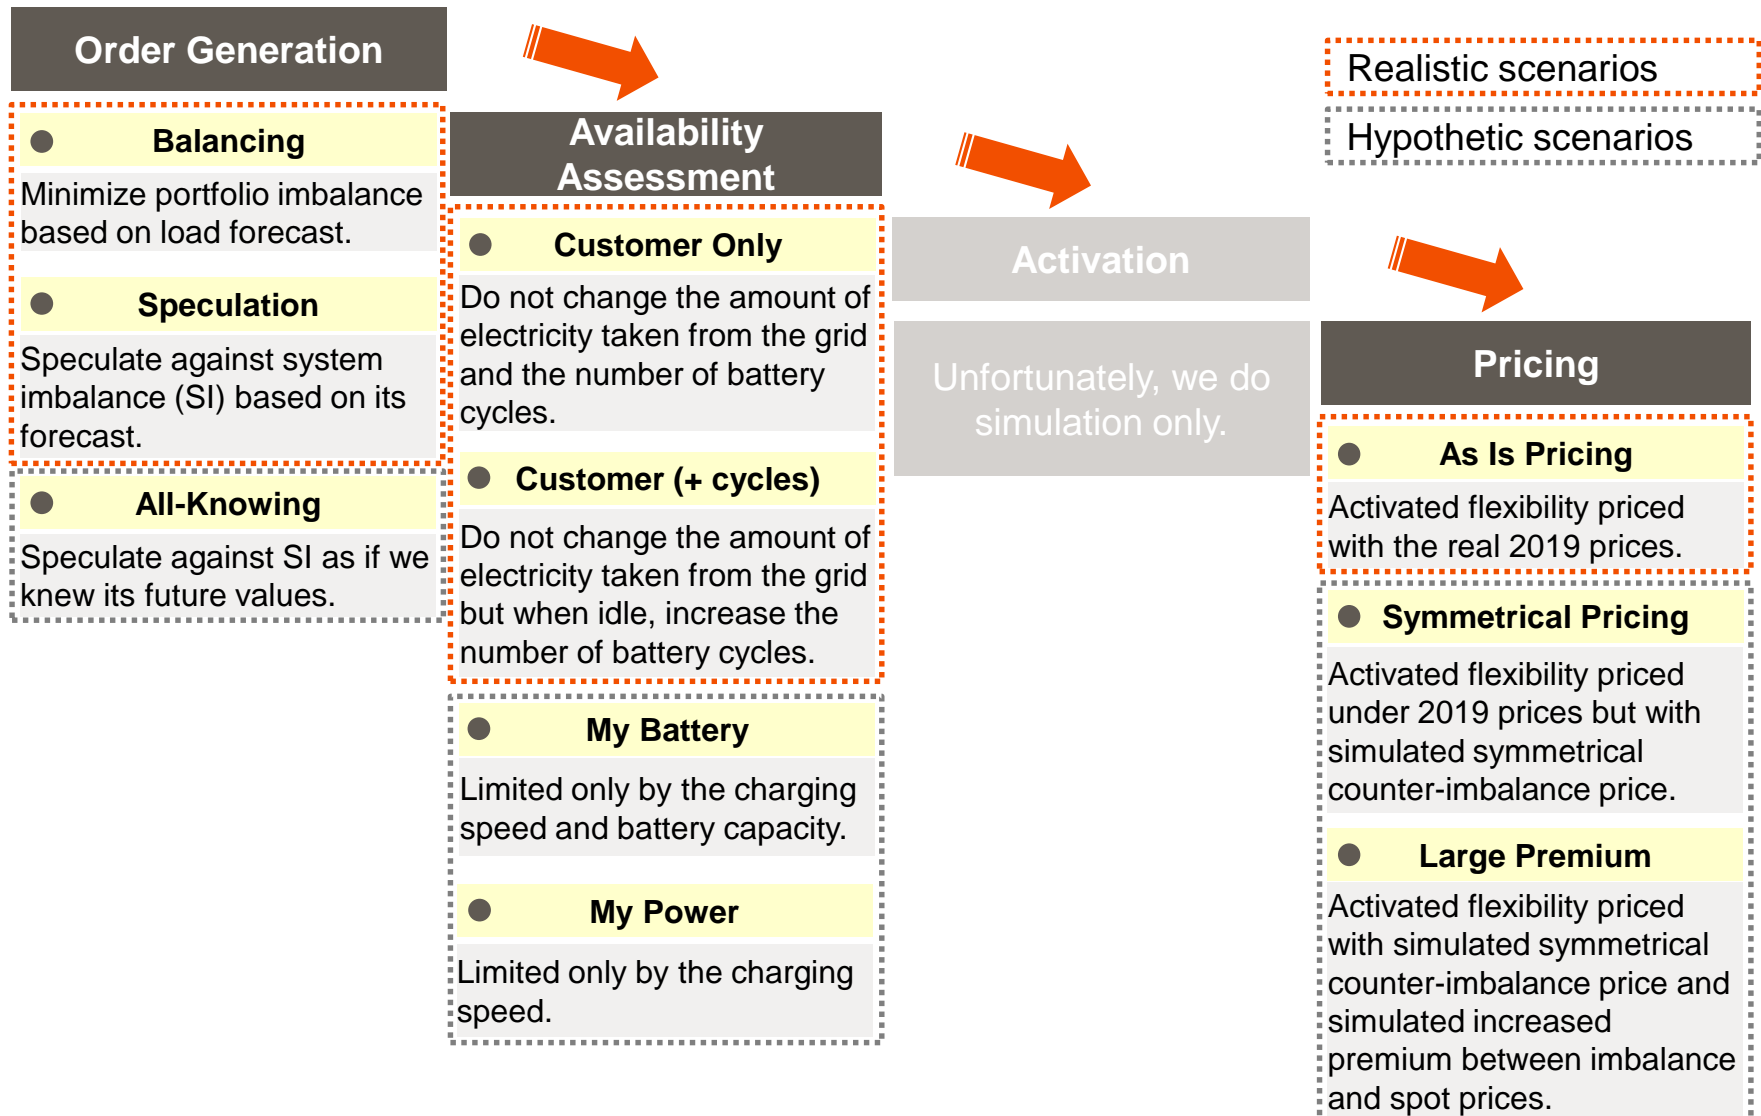 Order Generation
Balancing
Minimize portfolio imbalance
based on load forecast.
Speculation
Speculate against system
imbalance (SI) based on its
forecast.
All-Knowing
Speculate against SI as if we
knew its future values.
Availability
Assessment
Customer Only
Do not change the amount of
electricity taken from the grid
and the number of battery
cycles.
Customer (+ cycles)
Do not change the amount of
electricity taken from the grid
but when idle, increase the
number of battery cycles.
My Battery
Limited only by the charging
speed and battery capacity.
My Power
Limited only by the charging
speed.
Activation
Unfortunately, we do
simulation only.
Realistic scenarios
Hypothetic scenarios
Pricing
As Is Pricing
Activated flexibility priced
with the real 2019 prices.
Symmetrical Pricing
Activated flexibility priced
under 2019 prices but with
simulated symmetrical
counter-imbalance price.
Large Premium
Activated flexibility priced
with simulated symmetrical
counter-imbalance price and
simulated increased
premium between imbalance
and spot prices.